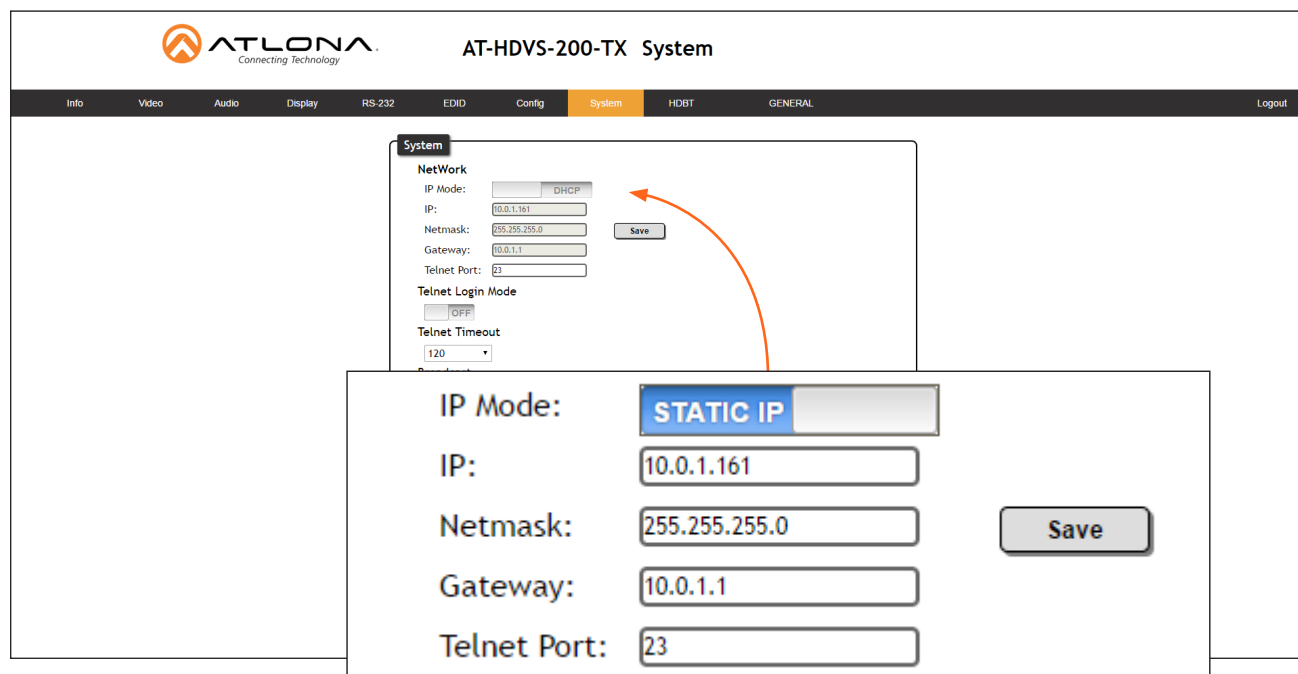 ATLONA.
Connecting Technology
AT-HDVS-200-TX System
Info Video Audio Display RS-232 EDID Config System HDBT GENERAL Logout
System
NetWork
IP Mode: DHCP
IP: 10.0.1.161
Netmask: 255.255.255.0 Save
Gateway: 10.0.1.1
Telnet Port: 23
Telnet Login Mode
OFF
Telnet Timeout
120
IP Mode: STATIC IP
IP: 10.0.1.161
Netmask: 255.255.255.0 Save
Gateway: 10.0.1.1
Telnet Port: 23